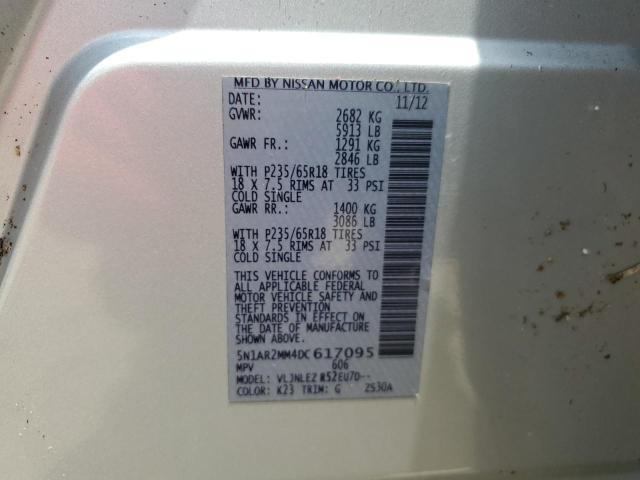 MFD BY NISSAN MOTOR CO., LTD.
DATE: 11/12
GVWR: 2682 KG
5913 LB
GAWR FR.: 1291 KG
2846 LB
WITH P235/65R18 TIRES
18 X 7.5 RIMS AT 33 PSI
COLD SINGLE
GAWR RR.: 1400 KG
3086 LB
WITH P235/65R18 TIRES
18 X 7.5 RIMS AT 33 PSI
COLD SINGLE
THIS VEHICLE CONFORMS TO
ALL APPLICABLE FEDERAL
MOTOR VEHICLE SAFETY AND
THEFT PREVENTION
STANDARDS IN EFFECT ON
THE DATE OF MANUFACTURE
SHOWN ABOVE.
5N1AR2MM4DC617095
MPV 606
MODEL: VLJNLEZ R52EU70--
COLOR: K23 TRIM: G 2S30A